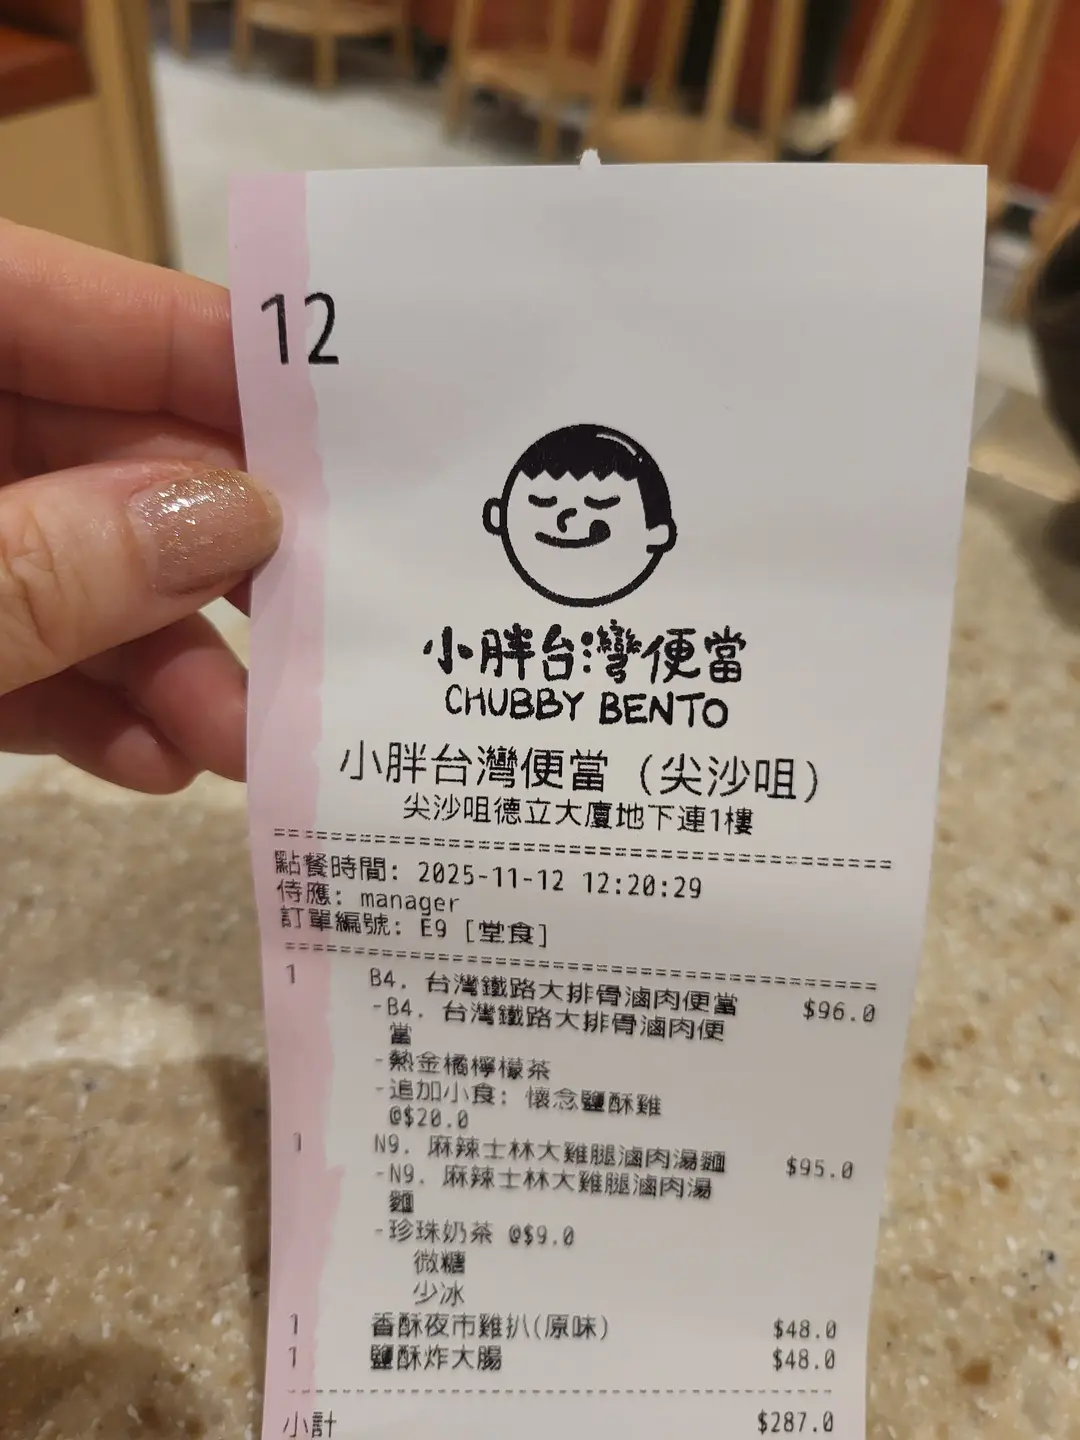 12
小胖台灣便當
CHUBBY BENTO
小胖台灣便當（尖沙咀）
尖沙咀德立大廈地下連1樓
點餐時間: 2025-11-12 12:20:29
侍應: manager
訂單編號: E9 [堂食]
1 B4. 台灣鐵路大排骨滷肉便當 $96.0
-B4. 台灣鐵路大排骨滷肉便
當
-熱金橘檸檬茶
-追加小食: 懷念鹽酥雞
@$20.0
1 N9. 麻辣士林大雞腿滷肉湯麵 $95.0
-N9. 麻辣士林大雞腿滷肉湯
麵
-珍珠奶茶 @$9.0
微糖
少冰
1 香酥夜市雞扒(原味) $48.0
1 鹽酥炸大腸 $48.0
小計 $287.0